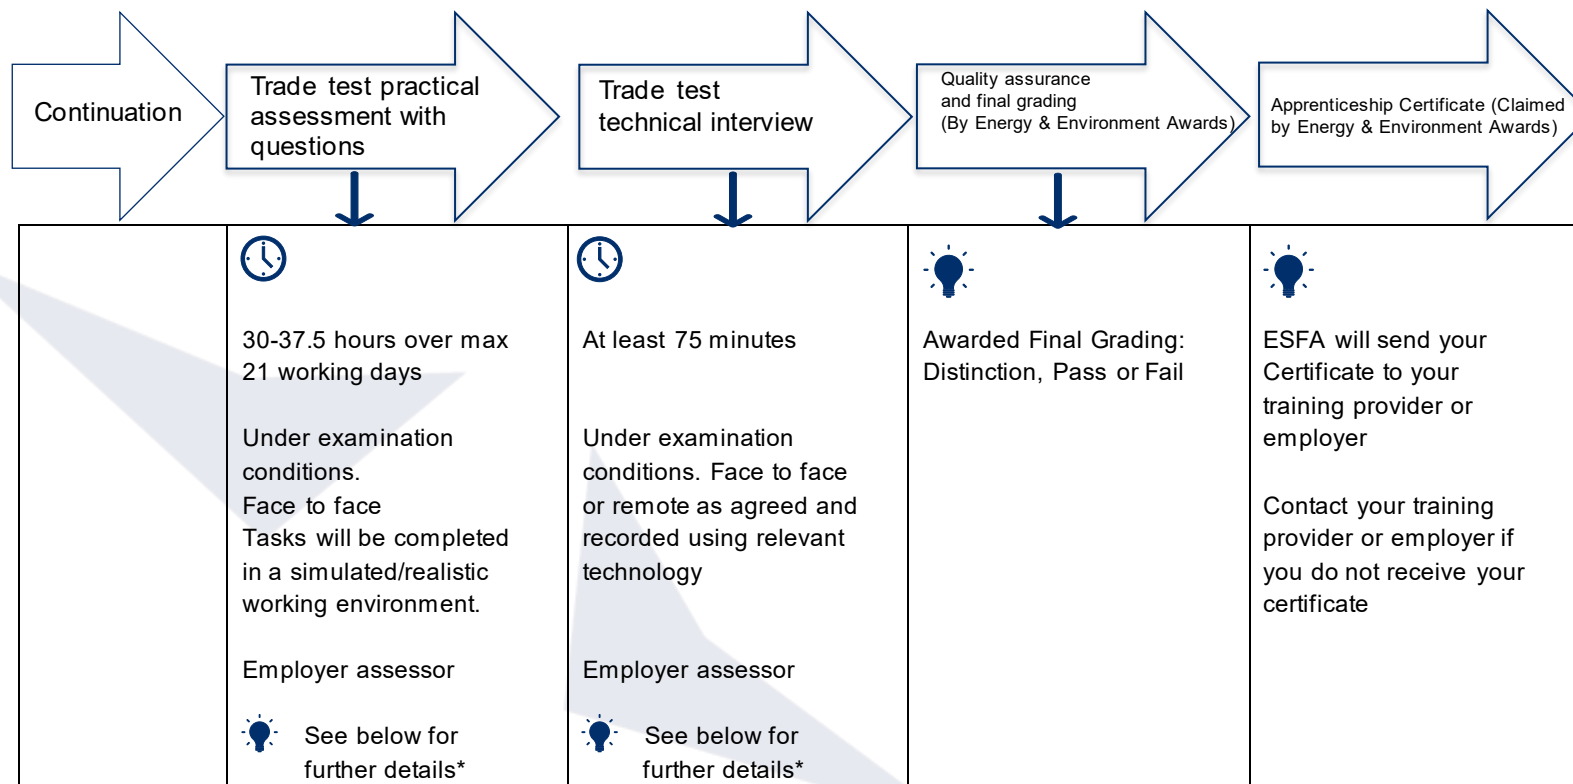 Continuation
Trade test practical
assessment with
questions
Trade test
technical interview
Quality assurance
and final grading
(By Energy & Environment Awards)
Apprenticeship Certificate (Claimed
by Energy & Environment Awards)
30-37.5 hours over max
21 working days
Under examination
conditions.
Face to face
Tasks will be completed
in a simulated/realistic
working environment.
Employer assessor
See below for
further details*
At least 75 minutes
Under examination
conditions. Face to face
or remote as agreed and
recorded using relevant
technology
Employer assessor
See below for
further details*
Awarded Final Grading:
Distinction, Pass or Fail
ESFA will send your
Certificate to your
training provider or
employer
Contact your training
provider or employer if
you do not receive your
certificate